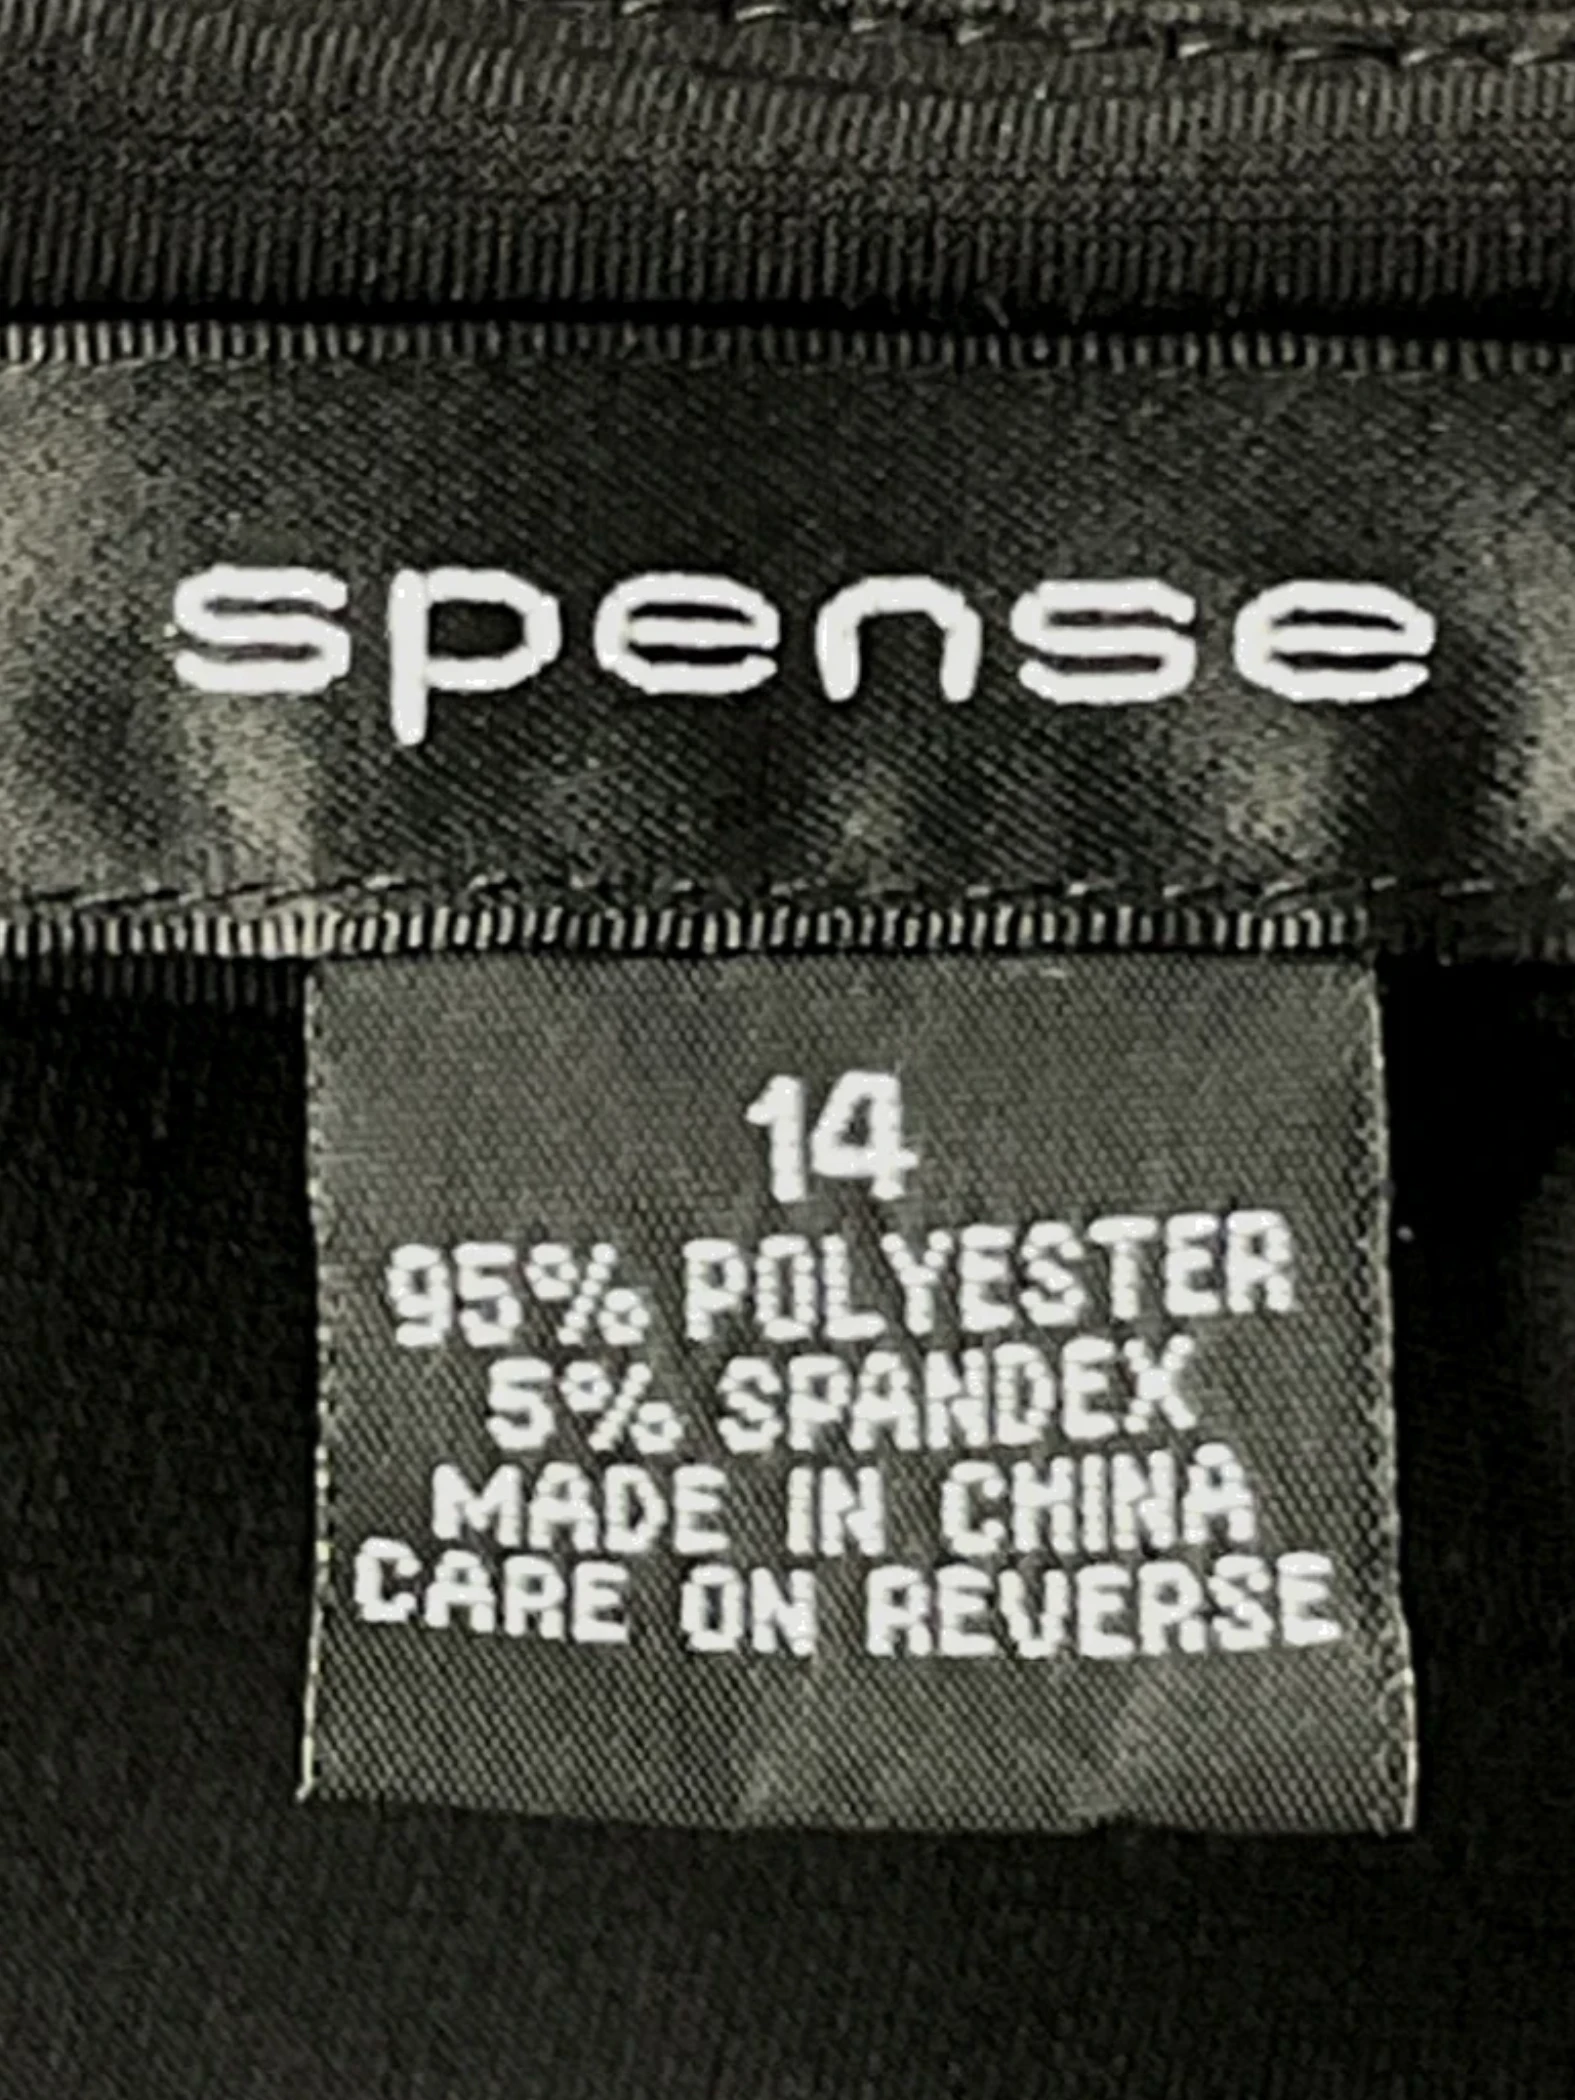 spense
14
95% POLYESTER
5% SPANDEX
MADE IN CHINA
CARE ON REVERSE